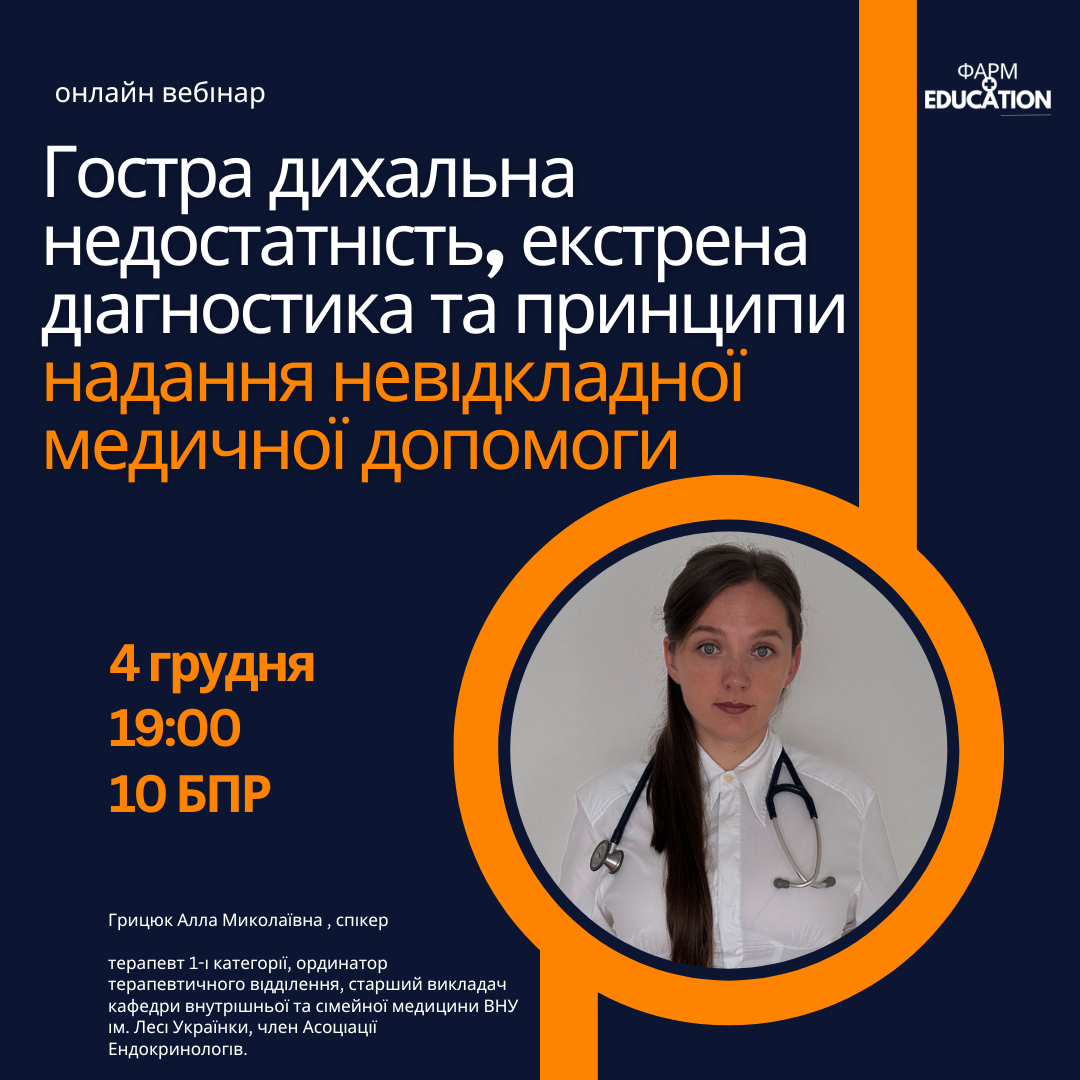 онлайн вебінар
ФАРМ
EDUCATION
Гостра дихальна
недостатність, екстрена
діагностика та принципи
надання невідкладної
медичної допомоги
4 грудня
19:00
10 БПР
Грицюк Алла Миколаївна , спікер
терапевт 1-і категорії, ординатор
терапевтичного відділення, старший викладач
кафедри внутрішньої та сімейної медицини ВНУ
ім. Лесі Українки, член Асоціації
Ендокринологів.